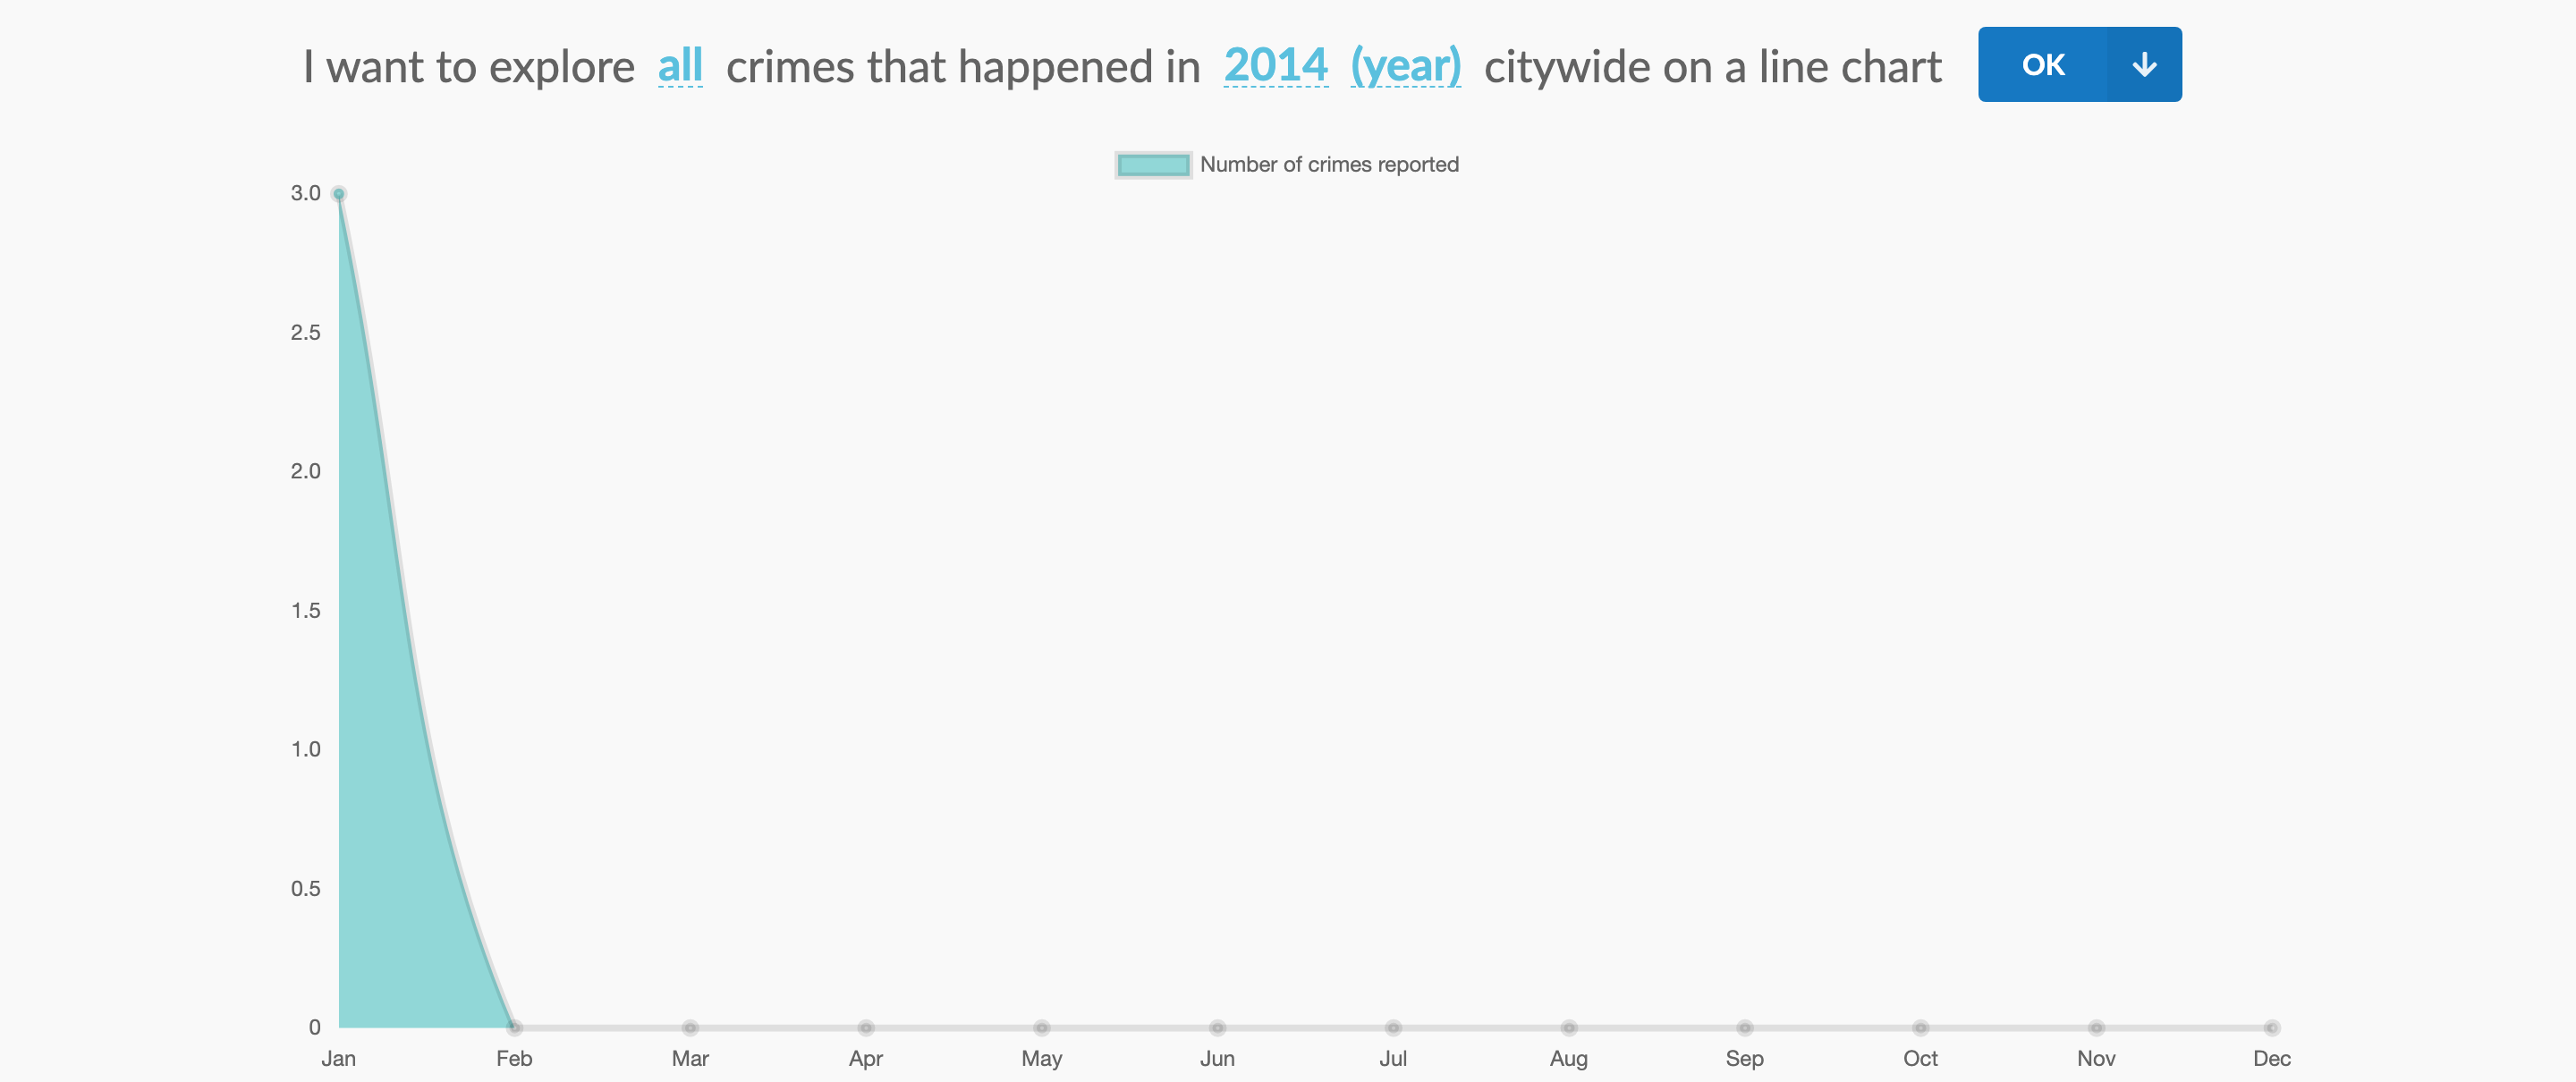 I want to explore all crimes that happened in 2014 (year) citywide on a line chart OK
Number of crimes reported
3.0
2.5
2.0
1.5
1.0
0.5
0
Jan Feb Mar Apr May Jun Jul Aug Sep Oct Nov Dec